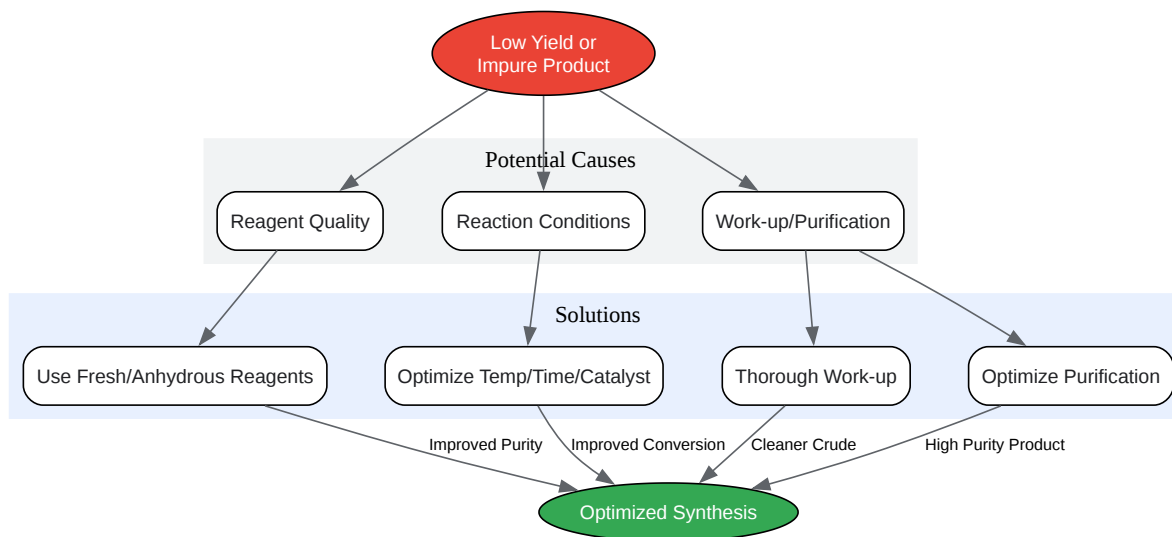 Low Yield or
Impure Product
Potential Causes
Reagent Quality
Reaction Conditions
Work-up/Purification
Solutions
Use Fresh/Anhydrous Reagents
Optimize Temp/Time/Catalyst
Thorough Work-up
Optimize Purification
Improved Purity
Improved Conversion
Cleaner Crude
High Purity Product
Optimized Synthesis